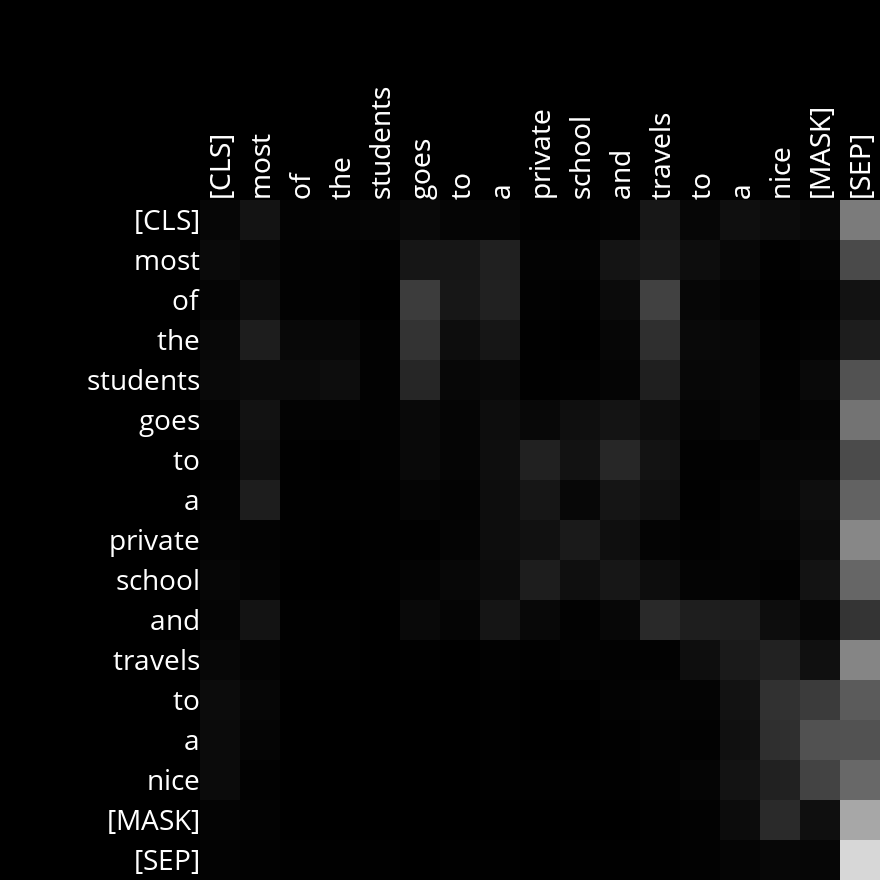 [CLS]
most
of
the
students
goes
to
a
private
school
and
travels
to
a
nice
[MASK]
[SEP]
[CLS]
most
of
the
students
goes
to
a
private
school
and
travels
to
a
nice
[MASK]
[SEP]